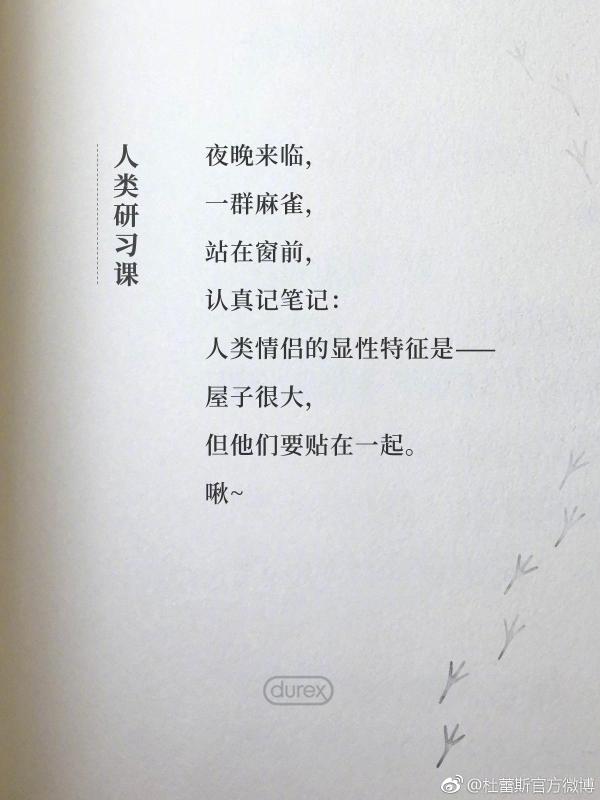 人类研习课
夜晚来临，
一群麻雀，
站在窗前，
认真记笔记：
人类情侣的显性特征是——
屋子很大，
但他们要贴在一起。
啾~
durex
@杜蕾斯官方微博